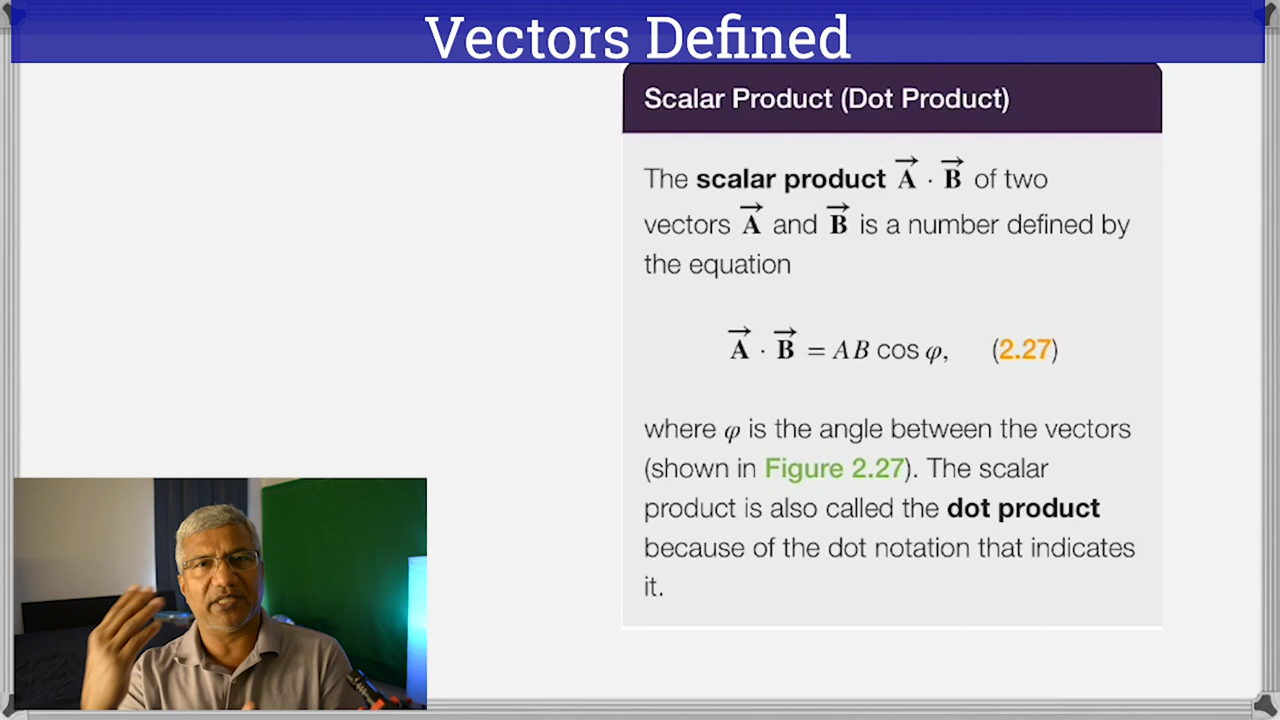 Vectors Defined
Scalar Product (Dot Product)
The scalar product A⃗ · B⃗ of two
vectors A⃗ and B⃗ is a number defined by
the equation
A⃗ · B⃗ = AB cos φ, (2.27)
where φ is the angle between the vectors
(shown in Figure 2.27). The scalar
product is also called the dot product
because of the dot notation that indicates
it.